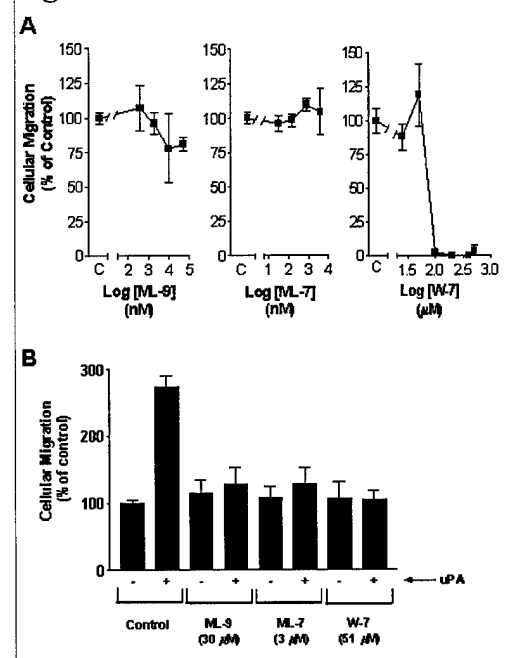 A
Cellular Migration
(% of Control)
150
125
100
75
50
25
0
C 2 3 4 5
Log [ML-9]
(nM)
150
125
100
75
50
25
0
C 1 2 3 4
Log [ML-7]
(nM)
150
125
100
75
50
25
0
C 1.5 2.0 2.6 3.0
Log [W-7]
(μM)
B
Cellular Migration
(% of control)
300
200
100
0
- + - + - + - + uPA
Control ML-9 ML-7 W-7
(30 μM) (3 μM) (51 μM)